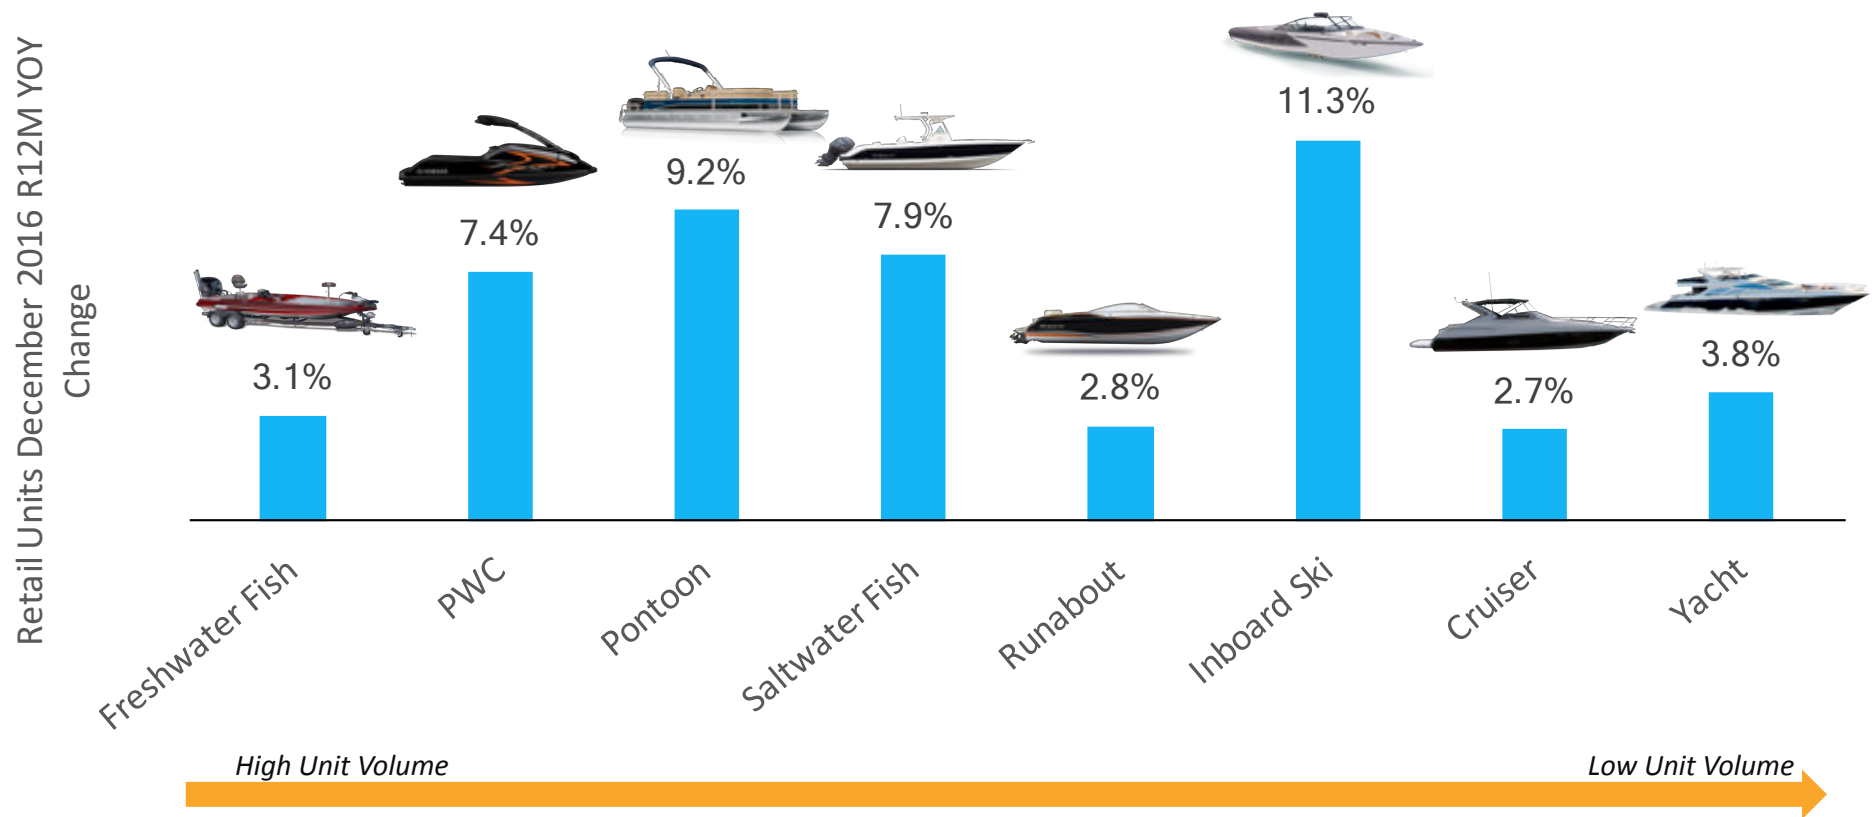 Retail Units December 2016 R12M YOY
Change
3.1%
7.4%
9.2%
7.9%
2.8%
11.3%
2.7%
3.8%
Freshwater Fish
PWC
Pontoon
Saltwater Fish
Runabout
Inboard Ski
Cruiser
Yacht
High Unit Volume
Low Unit Volume